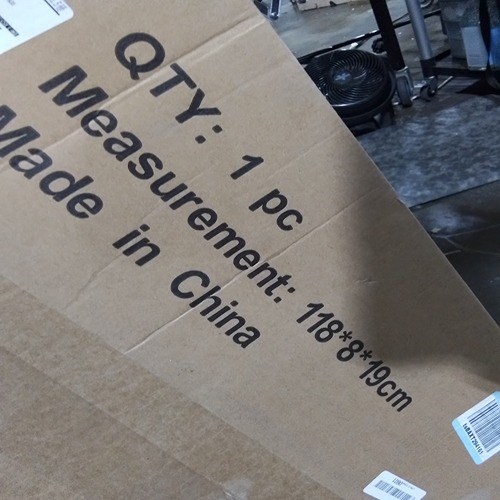 QTY: 1 pc
Measurement: 118*8*19cm
Made in China